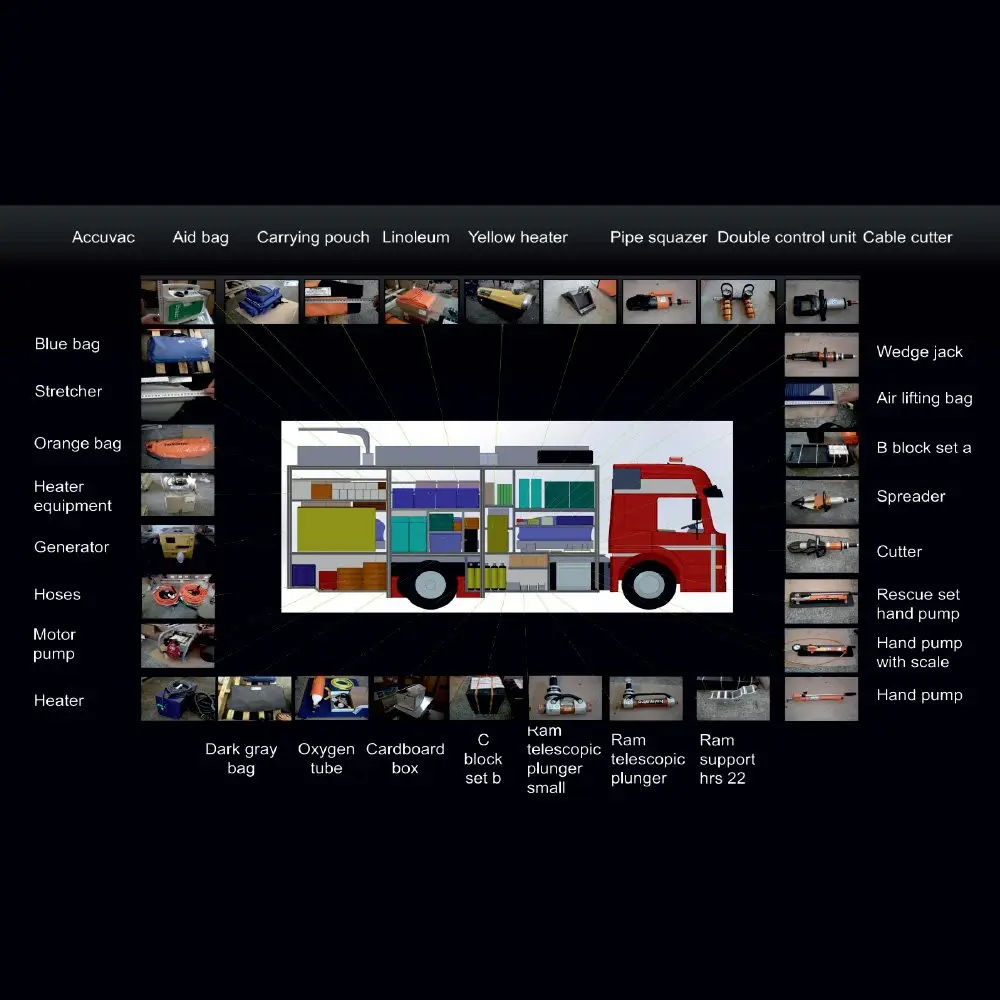 Accuvac Aid bag Carrying pouch Linoleum Yellow heater Pipe squazer Double control unit Cable cutter
Blue bag
Stretcher
Orange bag
Heater
equipment
Generator
Hoses
Motor
pump
Heater
Wedge jack
Air lifting bag
B block set a
Spreader
Cutter
Rescue set
hand pump
Hand pump
with scale
Hand pump
Dark gray
bag
Oxygen
tube
Cardboard
box
C
block
set b
Ram
telescopic
plunger
small
Ram
telescopic
plunger
Ram
support
hrs 22